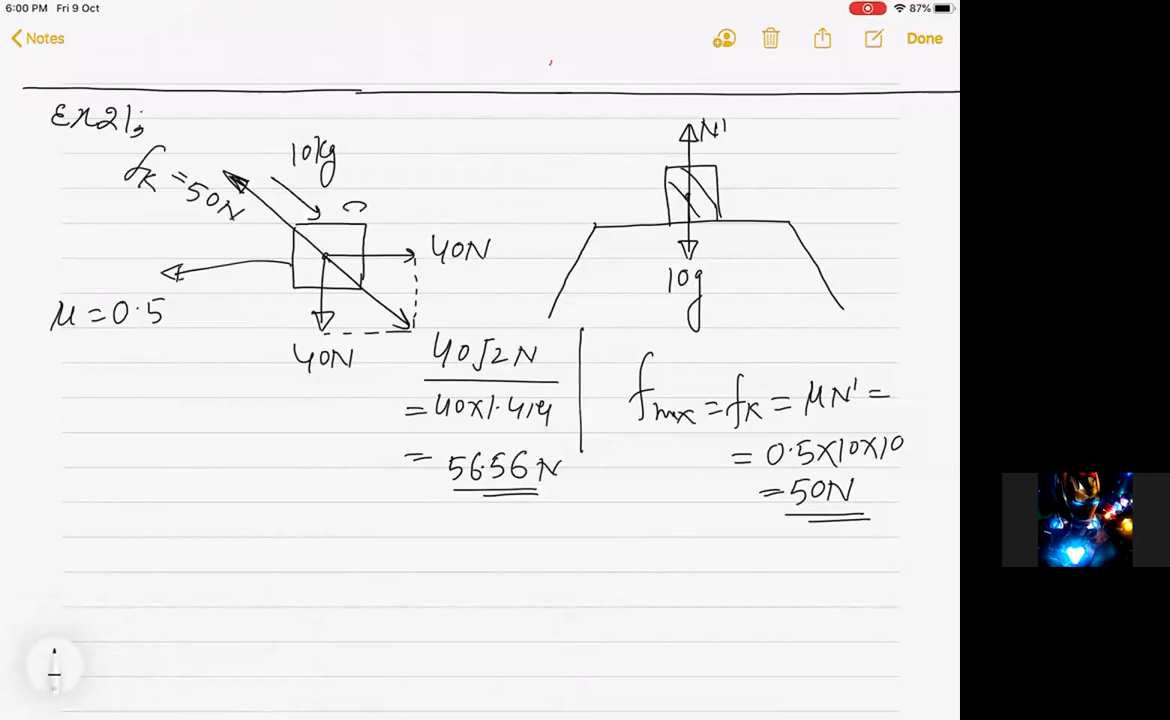 6:00 PM Fri 9 Oct
87%
Notes
Done
Ex21;
10kg
fk = 50N
40N
μ = 0.5
40N
40√2 N
= 40×1.414
= 56.56 N
N'
10g
fmax = fk = μN' =
= 0.5×10×10
= 50N